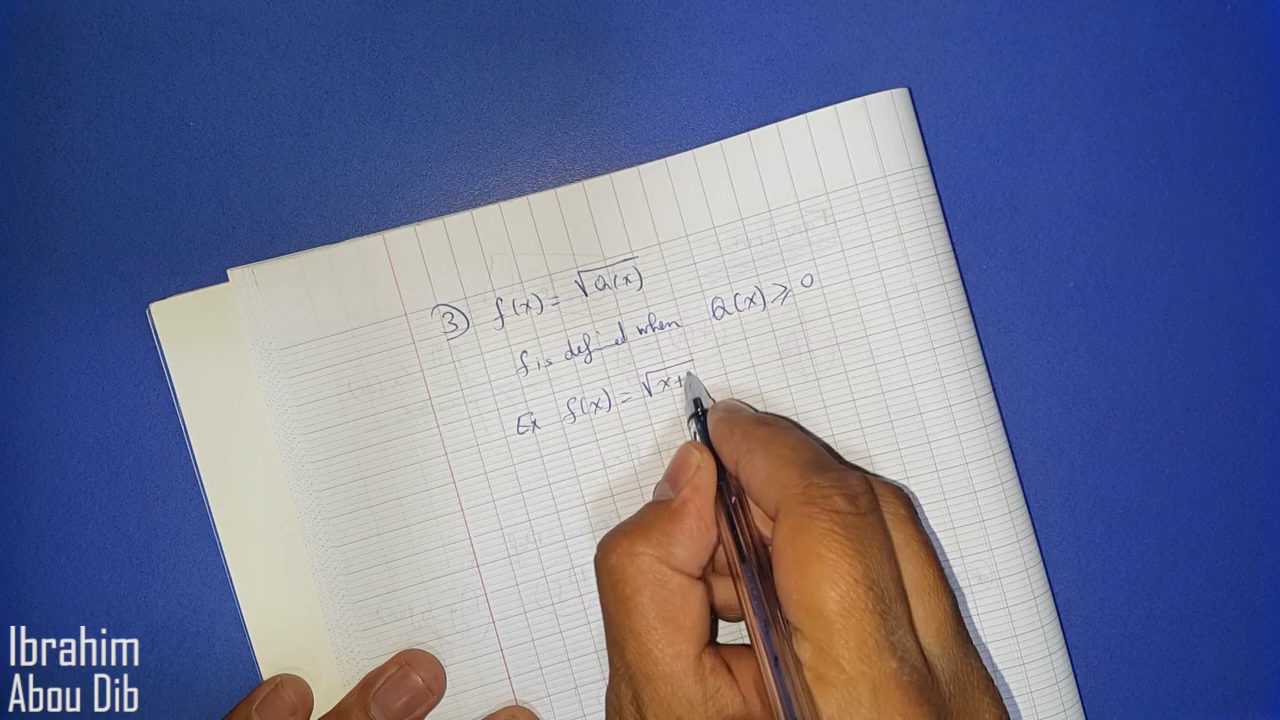 ③ f(x) = √Q(x)
f is defined when Q(x) ≥ 0
Ex f(x) = √x+
Ibrahim
Abou Dib